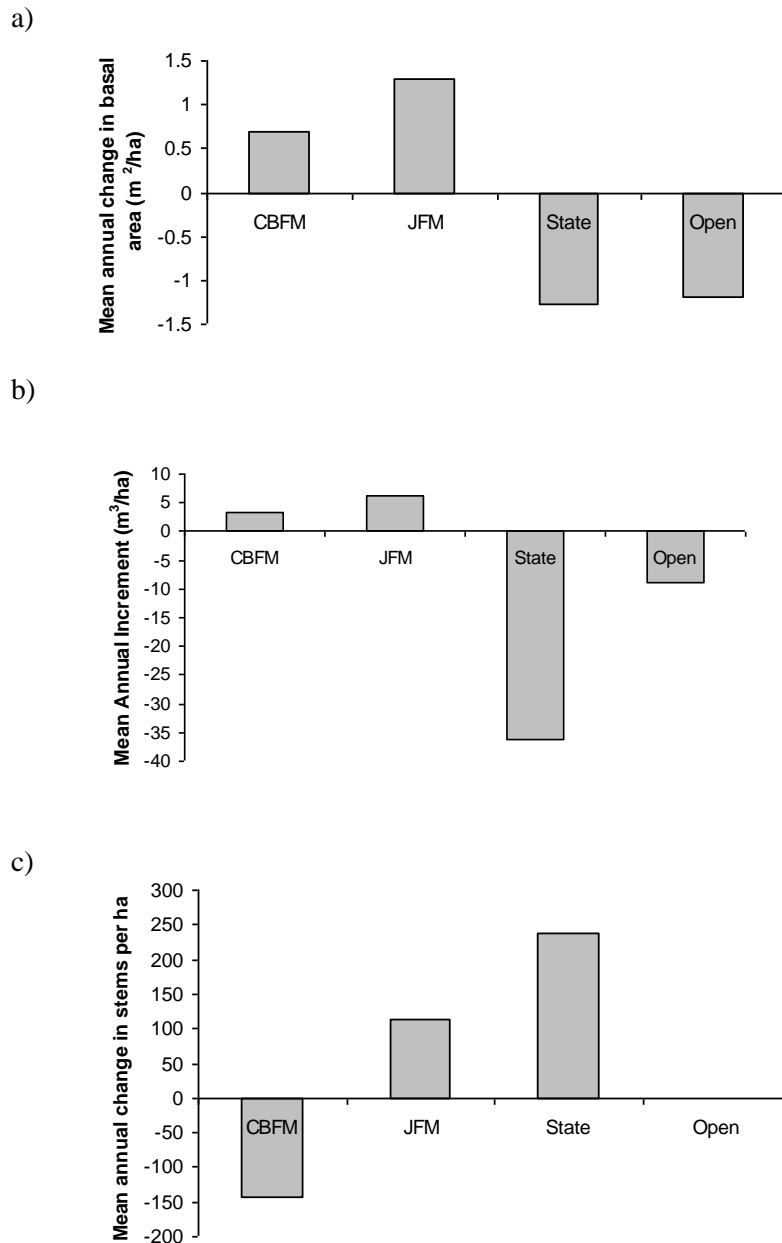 a)
Mean annual change in basal
area (m²/ha)
1.5
1
0.5
0
-0.5
-1
-1.5
CBFM
JFM
State
Open
b)
Mean Annual Increment (m³/ha)
10
5
0
-5
-10
-15
-20
-25
-30
-35
-40
CBFM
JFM
State
Open
c)
Mean annual change in stems per ha
300
250
200
150
100
50
0
-50
-100
-150
-200
CBFM
JFM
State
Open